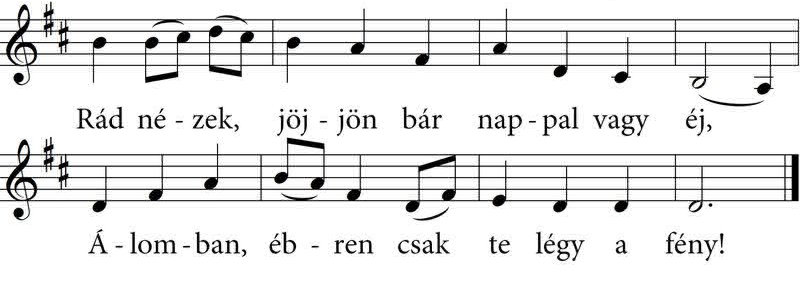 Rád né - zek, jöj - jön bár nap - pal vagy éj,
Á - lom - ban, éb - ren csak te légy a fény!